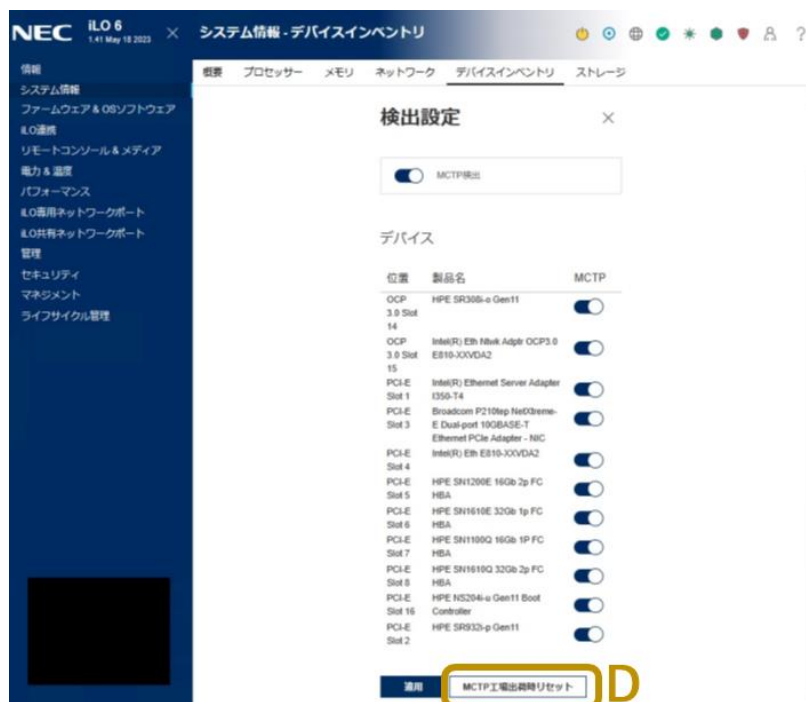 NEC iLO 6
1.41 May 18 2023
システム情報 - デバイスインベントリ
情報
システム情報
ファームウェア & OSソフトウェア
iLO連携
リモートコンソール & メディア
電力 & 温度
パフォーマンス
iLO専用ネットワークポート
iLO共有ネットワークポート
管理
セキュリティ
マネジメント
ライフサイクル管理
概要 プロセッサー メモリ ネットワーク デバイスインベントリ ストレージ
検出設定
MCTP検出
デバイス
位置 製品名 MCTP
OCP HPE SR308i-o Gen11
3.0 Slot
14
OCP Intel(R) Eth Ntwk Adptr OCP3.0
3.0 Slot E810-XXVDA2
15
PCI-E Intel(R) Ethernet Server Adapter
Slot 1 I350-T4
PCI-E Broadcom P210tep NetXtreme-
Slot 3 E Dual-port 10GBASE-T
Ethernet PCIe Adapter - NIC
PCI-E Intel(R) Eth E810-XXVDA2
Slot 4
PCI-E HPE SN1200E 16Gb 2p FC
Slot 5 HBA
PCI-E HPE SN1610E 32Gb 1p FC
Slot 6 HBA
PCI-E HPE SN1100Q 16Gb 1P FC
Slot 7 HBA
PCI-E HPE SN1610Q 32Gb 2p FC
Slot 8 HBA
PCI-E HPE NS204i-u Gen11 Boot
Slot 16 Controller
PCI-E HPE SR932i-p Gen11
Slot 2
適用 MCTP工場出荷時リセット D